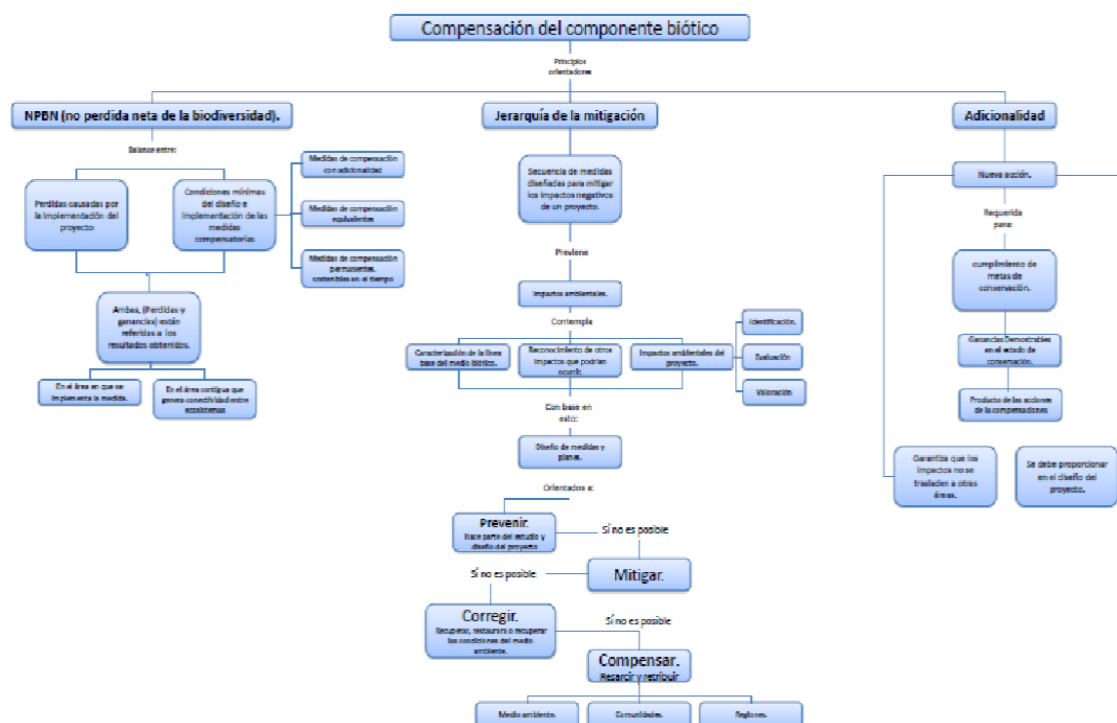 Compensación del componente biótico
Principios
orientadores
NPBN (no perdida neta de la biodiversidad).
Balance entre:
Perdidas causadas por
la implementación del
proyecto
Condiciones mínimas
del diseño e
implementación de las
medidas
compensatorias
Medidas de compensación
con adicionalidad
Medidas de compensación
equivalentes
Medidas de compensación
permanentes,
sostenibles en el tiempo
Ambas, (Perdidas y
ganancias) están
referidas a los
resultados obtenidos.
En el área en que se
implementa la medida.
En el área contigua que
genera conectividad entre
ecosistemas
Jerarquía de la mitigación
Secuencia de medidas
diseñadas para mitigar
los impactos negativos
de un proyecto.
Previene
Impactos ambientales.
Contempla
Caracterización de la línea
base del medio biótico.
Reconocimiento de otros
impactos que podrían
ocurrir.
Impactos ambientales del
proyecto.
Identificación.
Evaluación
Valoración
Con base en
esto:
Diseño de medidas y
planes.
Orientados a:
Prevenir.
Hace parte del estudio y
diseño del proyecto
Sí no es posible
Mitigar.
Sí no es posible
Corregir.
Recuperar, restaurar o recuperar
las condiciones del medio
ambiente.
Sí no es posible
Compensar.
Resarcir y retribuir
Medio ambiente.
Comunidades.
Regiones.
Adicionalidad
Nueva acción.
Requerida
para:
cumplimiento de
metas de
conservación.
Ganancias Demostrables
en el estado de
conservación.
Producto de las acciones
de la compensaciones
Garantiza que los
impactos no se
trasladen a otras
áreas.
Se debe proporcionar
en el diseño del
proyecto.